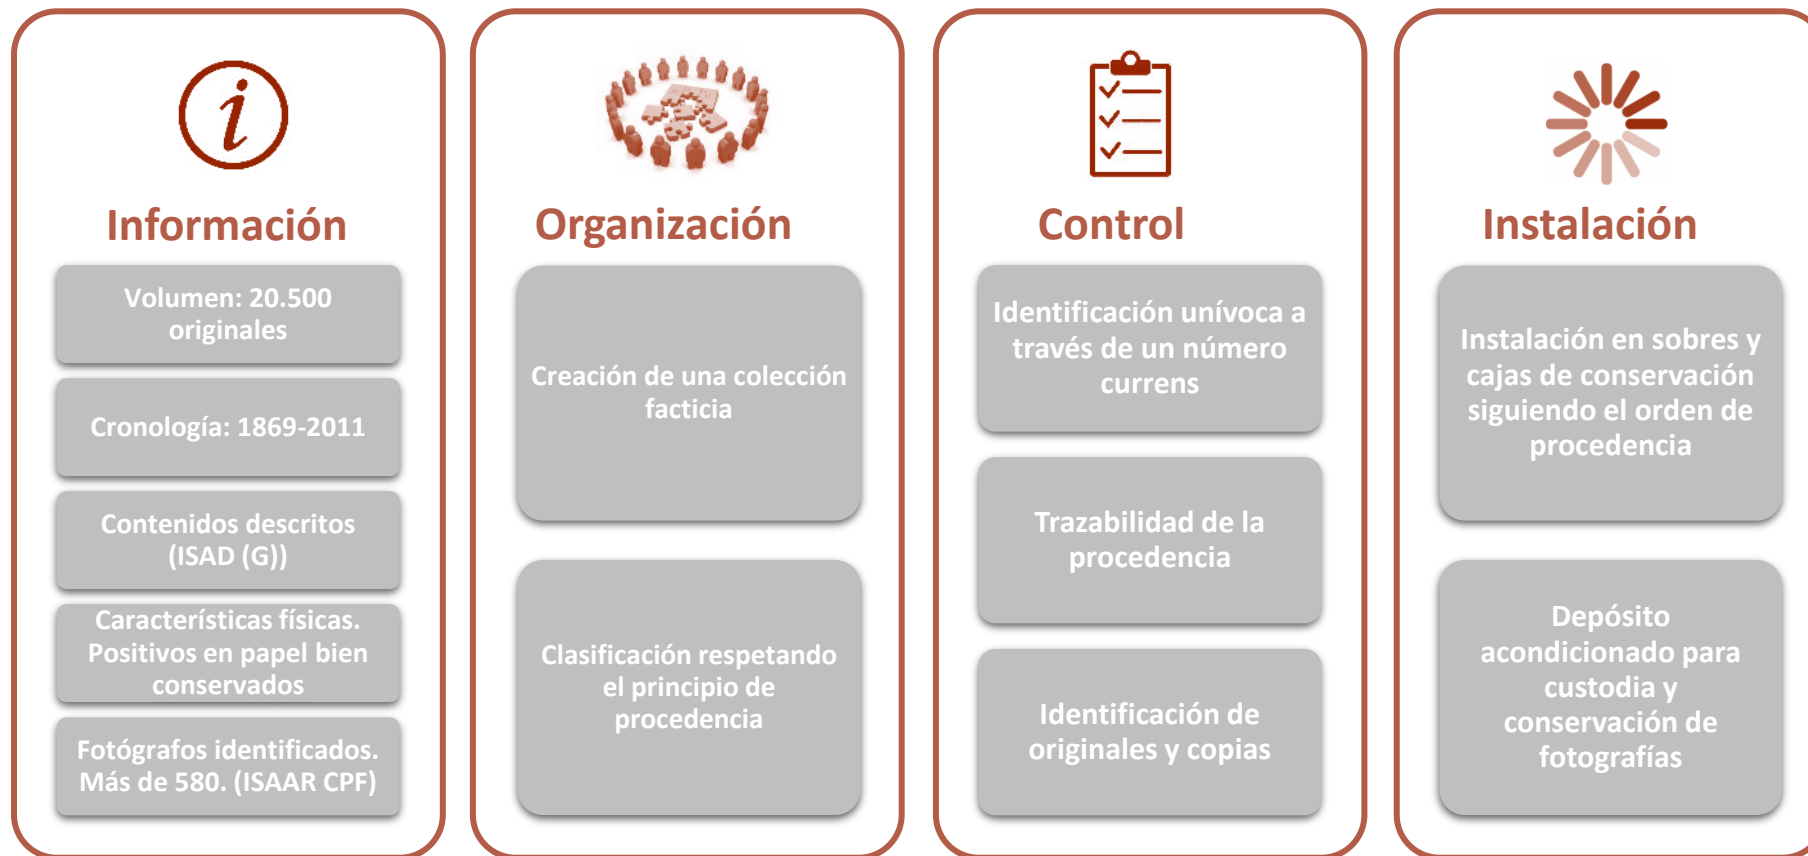 Información
Volumen: 20.500
originales
Cronología: 1869-2011
Contenidos descritos
(ISAD (G))
Características físicas.
Positivos en papel bien
conservados
Fotógrafos identificados.
Más de 580. (ISAAR CPF)
Organización
Creación de una colección
facticia
Clasificación respetando
el principio de
procedencia
Control
Identificación unívoca a
través de un número
currens
Trazabilidad de la
procedencia
Identificación de
originales y copias
Instalación
Instalación en sobres y
cajas de conservación
siguiendo el orden de
procedencia
Depósito
acondicionado para
custodia y
conservación de
fotografías